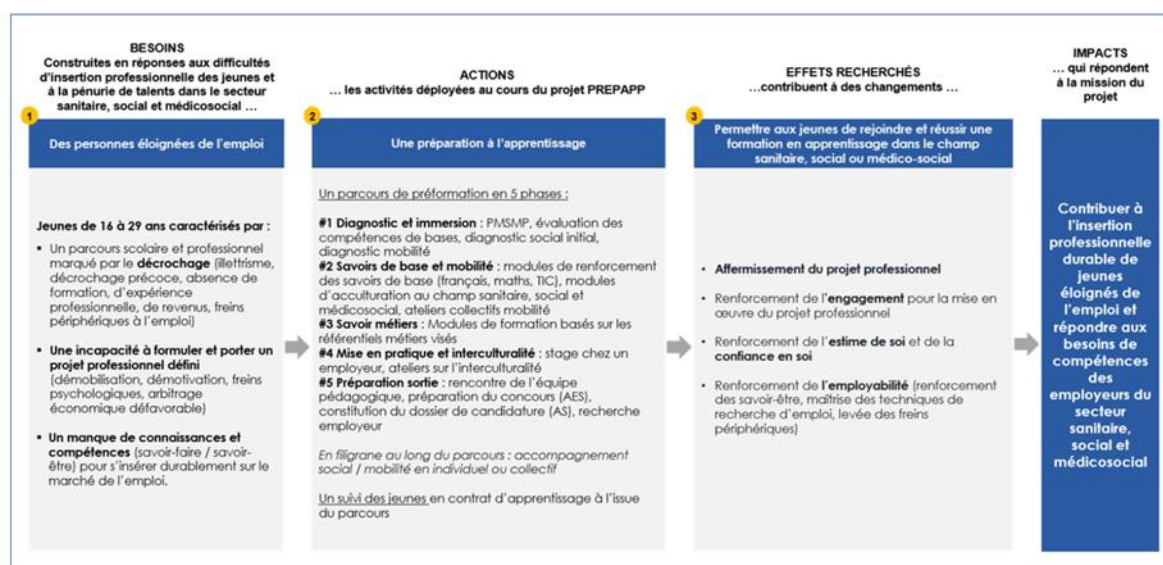 BESOINS
Construites en réponses aux difficultés
d'insertion professionnelle des jeunes et
à la pénurie de talents dans le secteur
sanitaire, social et médicosocial …
1
Des personnes éloignées de l'emploi
Jeunes de 16 à 29 ans caractérisés par :
▪ Un parcours scolaire et professionnel
marqué par le décrochage (illettrisme,
décrochage précoce, absence de
formation, d'expérience
professionnelle, de revenus, freins
périphériques à l'emploi)
▪ Une incapacité à formuler et porter un
projet professionnel défini
(démobilisation, démotivation, freins
psychologiques, arbitrage
économique défavorable)
▪ Un manque de connaissances et
compétences (savoir-faire / savoir-
être) pour s'insérer durablement sur le
marché de l'emploi.
ACTIONS
… les activités déployées au cours du projet PREPAPP
2
Une préparation à l'apprentissage
Un parcours de préformation en 5 phases :
#1 Diagnostic et immersion : PMSMP, évaluation des
compétences de bases, diagnostic social initial,
diagnostic mobilité
#2 Savoirs de base et mobilité : modules de renforcement
des savoirs de base (français, maths, TIC), modules
d'acculturation au champ sanitaire, social et
médicosocial, ateliers collectifs mobilité
#3 Savoir métiers : Modules de formation basés sur les
référentiels métiers visés
#4 Mise en pratique et interculturalité : stage chez un
employeur, ateliers sur l'interculturalité
#5 Préparation sortie : rencontre de l'équipe
pédagogique, préparation du concours (AES),
constitution du dossier de candidature (AS), recherche
employeur
En filigrane au long du parcours : accompagnement
social / mobilité en individuel ou collectif
Un suivi des jeunes en contrat d'apprentissage à l'issue
du parcours
EFFETS RECHERCHÉS
…contribuent à des changements …
3
Permettre aux jeunes de rejoindre et réussir une
formation en apprentissage dans le champ
sanitaire, social ou médico-social
• Affermissement du projet professionnel
• Renforcement de l'engagement pour la mise en
œuvre du projet professionnel
• Renforcement de l'estime de soi et de la
confiance en soi
• Renforcement de l'employabilité (renforcement
des savoir-être, maîtrise des techniques de
recherche d'emploi, levée des freins
périphériques)
IMPACTS
… qui répondent
à la mission du
projet
Contribuer à
l'insertion
professionnelle
durable de
jeunes
éloignés de
l'emploi et
répondre aux
besoins de
compétences
des
employeurs du
secteur
sanitaire,
social et
médicosocial